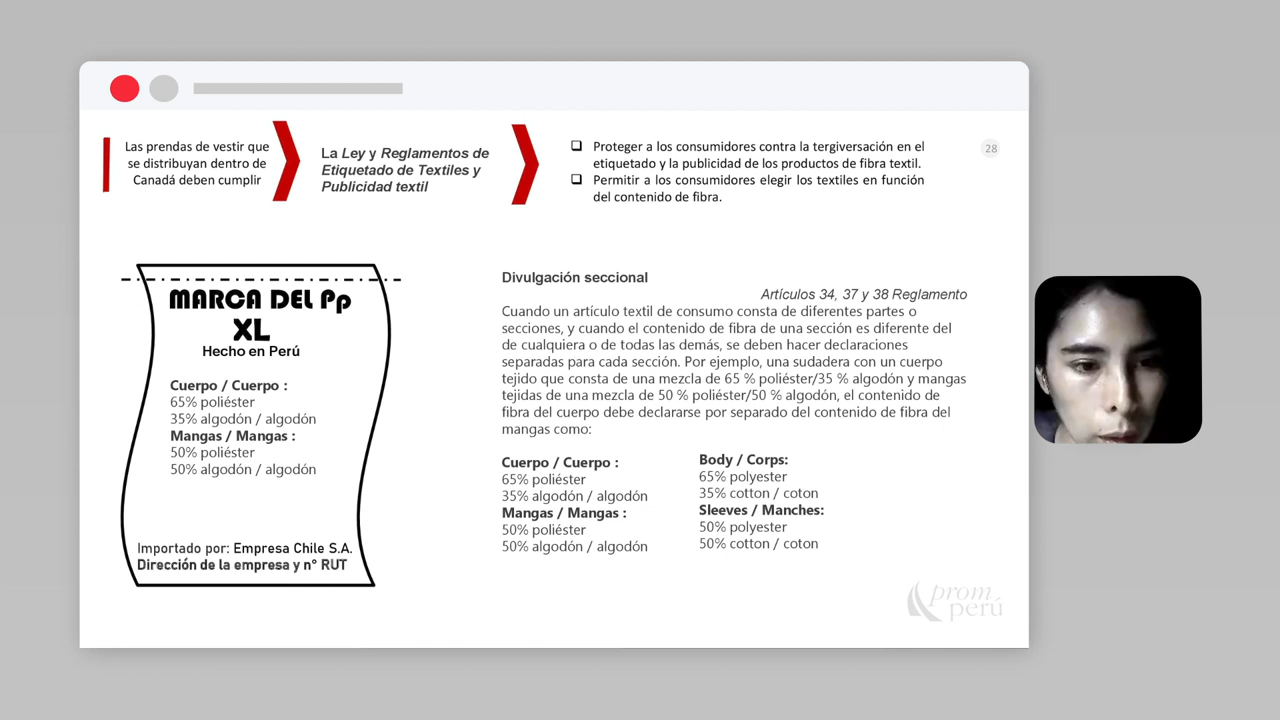 Las prendas de vestir que
se distribuyan dentro de
Canadá deben cumplir
La Ley y Reglamentos de
Etiquetado de Textiles y
Publicidad textil
Proteger a los consumidores contra la tergiversación en el
etiquetado y la publicidad de los productos de fibra textil.
Permitir a los consumidores elegir los textiles en función
del contenido de fibra.
28
MARCA DEL Pp
XL
Hecho en Perú
Cuerpo / Cuerpo :
65% poliéster
35% algodón / algodón
Mangas / Mangas :
50% poliéster
50% algodón / algodón
Importado por: Empresa Chile S.A.
Dirección de la empresa y n° RUT
Divulgación seccional
Artículos 34, 37 y 38 Reglamento
Cuando un artículo textil de consumo consta de diferentes partes o
secciones, y cuando el contenido de fibra de una sección es diferente del
de cualquiera o de todas las demás, se deben hacer declaraciones
separadas para cada sección. Por ejemplo, una sudadera con un cuerpo
tejido que consta de una mezcla de 65 % poliéster/35 % algodón y mangas
tejidas de una mezcla de 50 % poliéster/50 % algodón, el contenido de
fibra del cuerpo debe declararse por separado del contenido de fibra del
mangas como:
Cuerpo / Cuerpo :
65% poliéster
35% algodón / algodón
Mangas / Mangas :
50% poliéster
50% algodón / algodón
Body / Corps:
65% polyester
35% cotton / coton
Sleeves / Manches:
50% polyester
50% cotton / coton
prom
perú